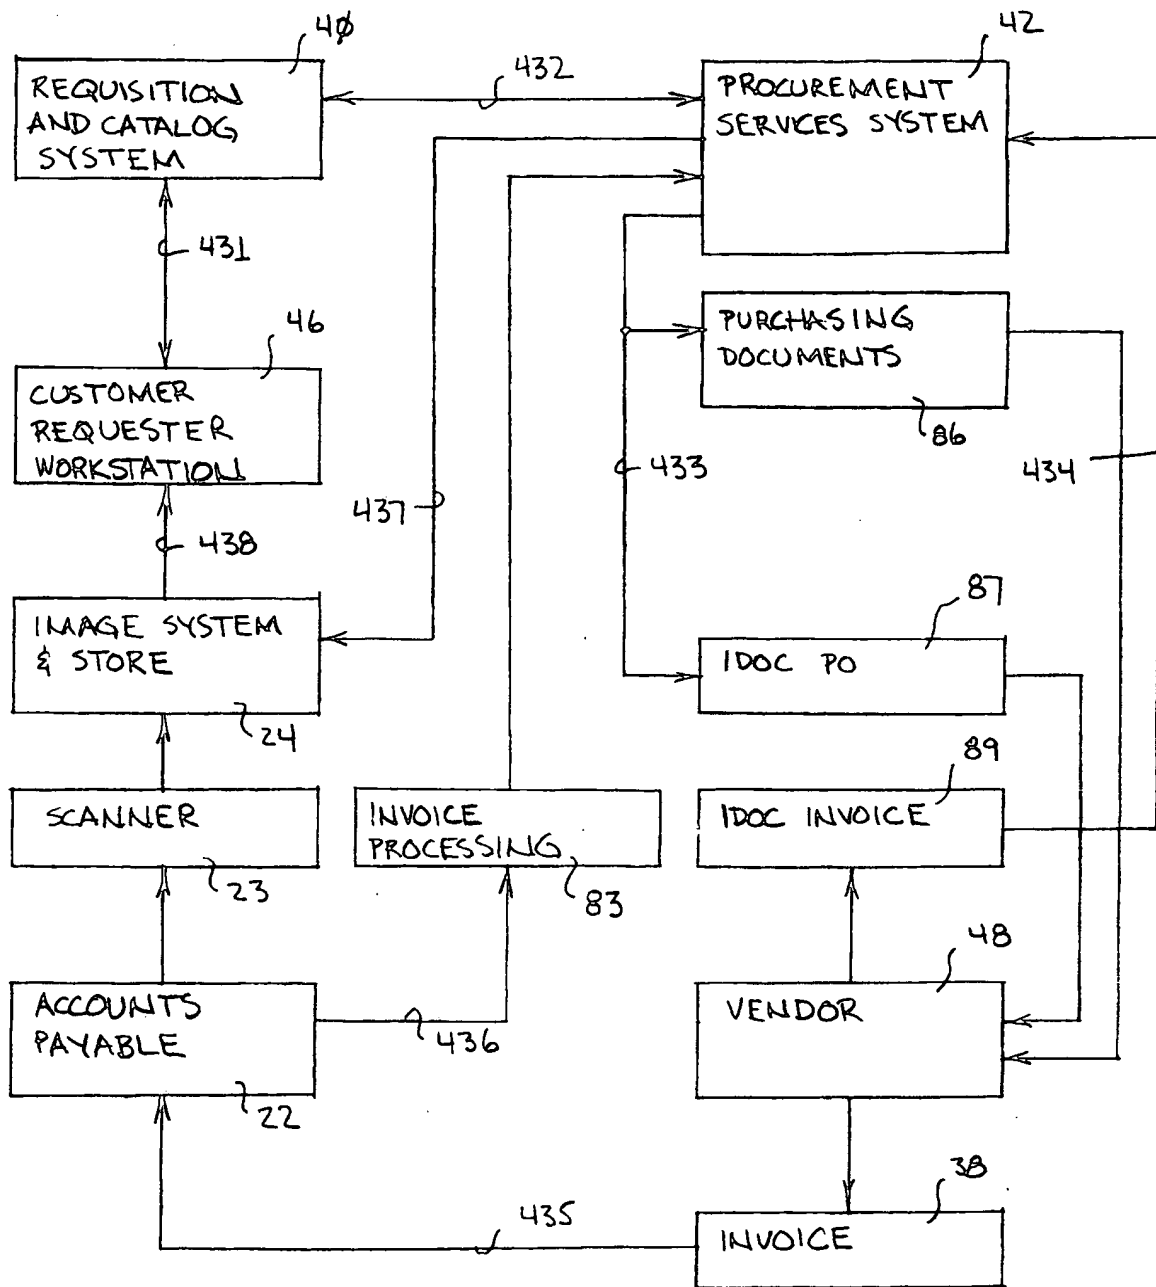 40
REQUISITION
AND CATALOG
SYSTEM
432
42
PROCUREMENT
SERVICES SYSTEM
431
46
CUSTOMER
REQUESTER
WORKSTATION
PURCHASING
DOCUMENTS
86
433
434
437
438
IMAGE SYSTEM
& STORE
24
87
IDOC PO
SCANNER
23
INVOICE
PROCESSING
83
89
IDOC INVOICE
ACCOUNTS
PAYABLE
22
436
48
VENDOR
435
38
INVOICE